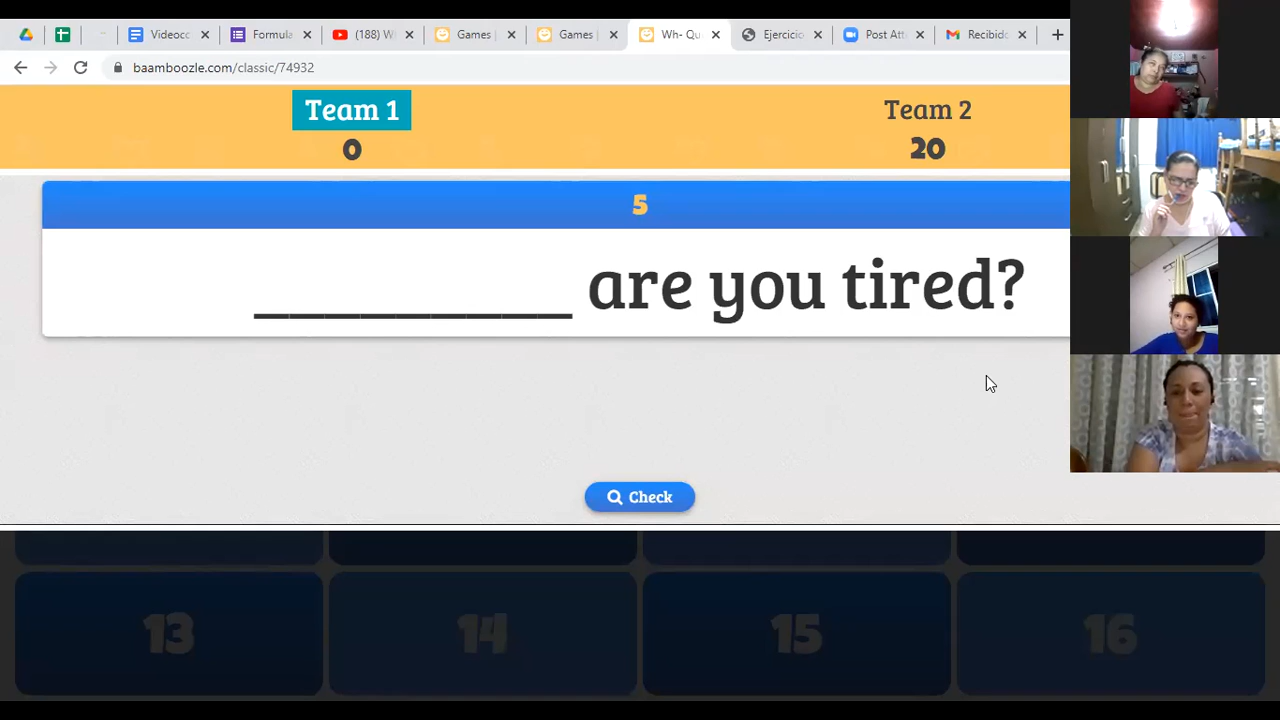 Videocc
Formula
(188) W
Games
Games
Wh- Qu
Ejercicio
Post Att
Recibido
baamboozle.com/classic/74932
Team 1
Team 2
0
20
5
__________ are you tired?
Check
13
14
15
16